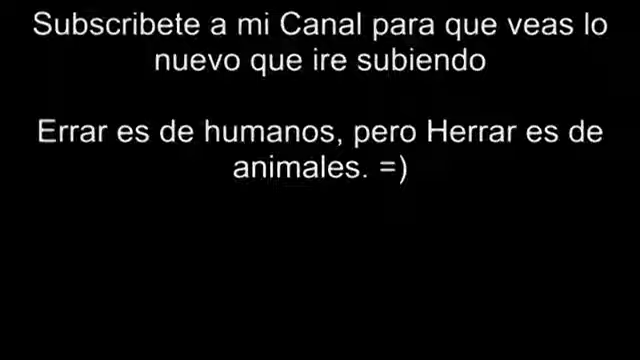 Subscribete a mi Canal para que veas lo
nuevo que ire subiendo
Errar es de humanos, pero Herrar es de
animales. =)